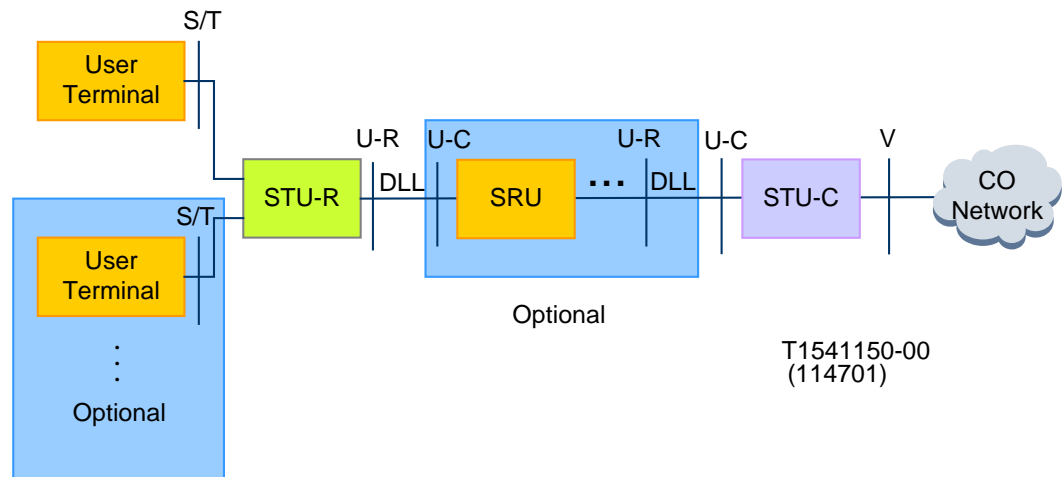 S/T
User
Terminal
U-R
U-C
U-R
U-C
V
DLL
DLL
STU-R
SRU
...
STU-C
CO
Network
S/T
User
Terminal
Optional
Optional
T1541150-00
(114701)